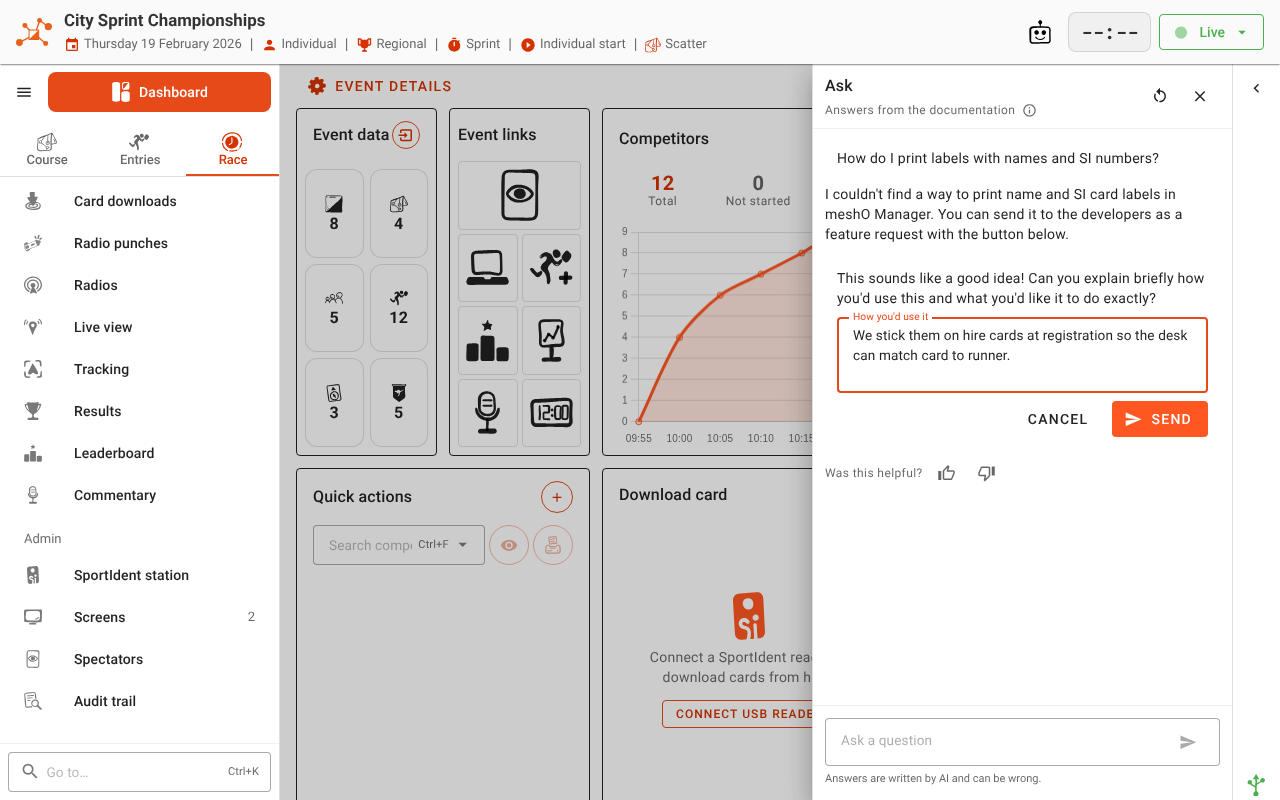 City Sprint Championships
Thursday 19 February 2026 | Individual | Regional | Sprint | Individual start | Scatter
--:--
Live
Dashboard
Course
Entries
Race
Card downloads
Radio punches
Radios
Live view
Tracking
Results
Leaderboard
Commentary
Admin
SportIdent station
Screens 2
Spectators
Audit trail
Go to… Ctrl+K
EVENT DETAILS
Event data
8
4
5
12
3
5
Event links
12:00
Competitors
12
Total
0
Not started
9
8
7
6
5
4
3
2
1
0
09:55 10:00 10:05 10:10 10:15
Quick actions
Search compe Ctrl+F
Download card
Si
Connect a SportIdent rea
download cards from h
CONNECT USB READE
Ask
Answers from the documentation
How do I print labels with names and SI numbers?
I couldn't find a way to print name and SI card labels in
meshO Manager. You can send it to the developers as a
feature request with the button below.
This sounds like a good idea! Can you explain briefly how
you'd use this and what you'd like it to do exactly?
How you'd use it
We stick them on hire cards at registration so the desk
can match card to runner.
CANCEL
SEND
Was this helpful?
Ask a question
Answers are written by AI and can be wrong.